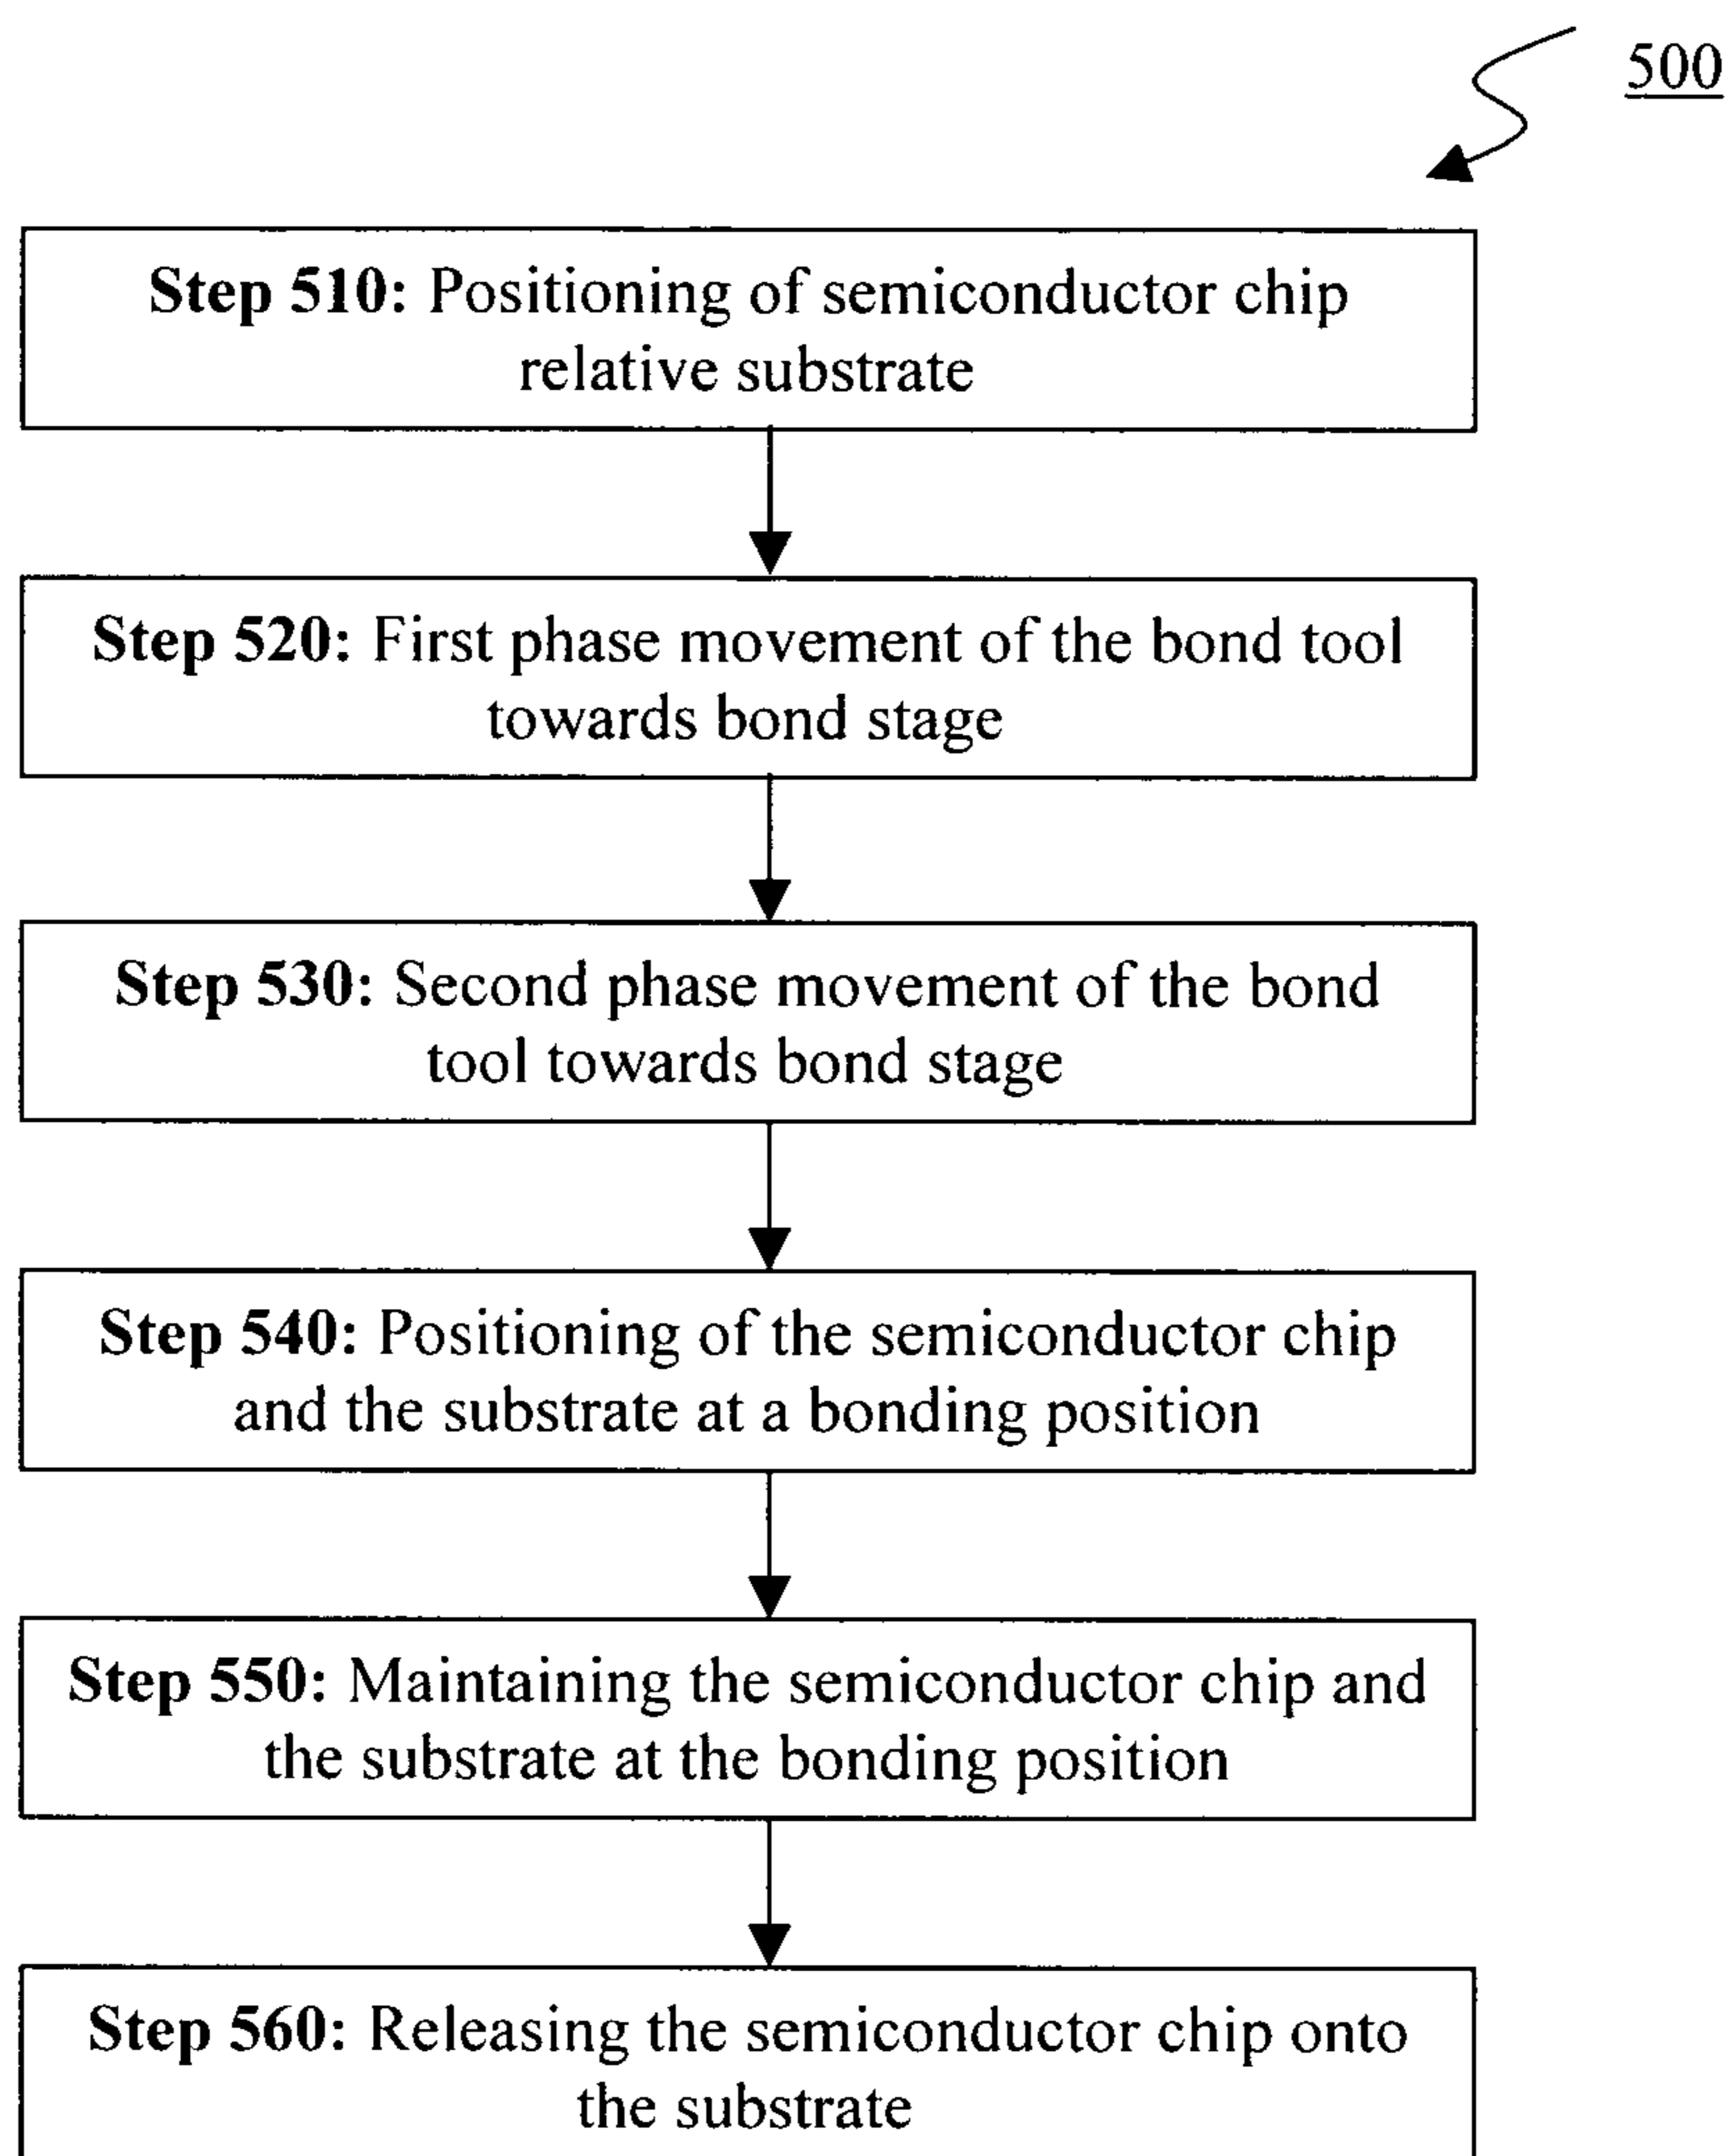 500
Step 510: Positioning of semiconductor chip
relative substrate
Step 520: First phase movement of the bond tool
towards bond stage
Step 530: Second phase movement of the bond
tool towards bond stage
Step 540: Positioning of the semiconductor chip
and the substrate at a bonding position
Step 550: Maintaining the semiconductor chip and
the substrate at the bonding position
Step 560: Releasing the semiconductor chip onto
the substrate